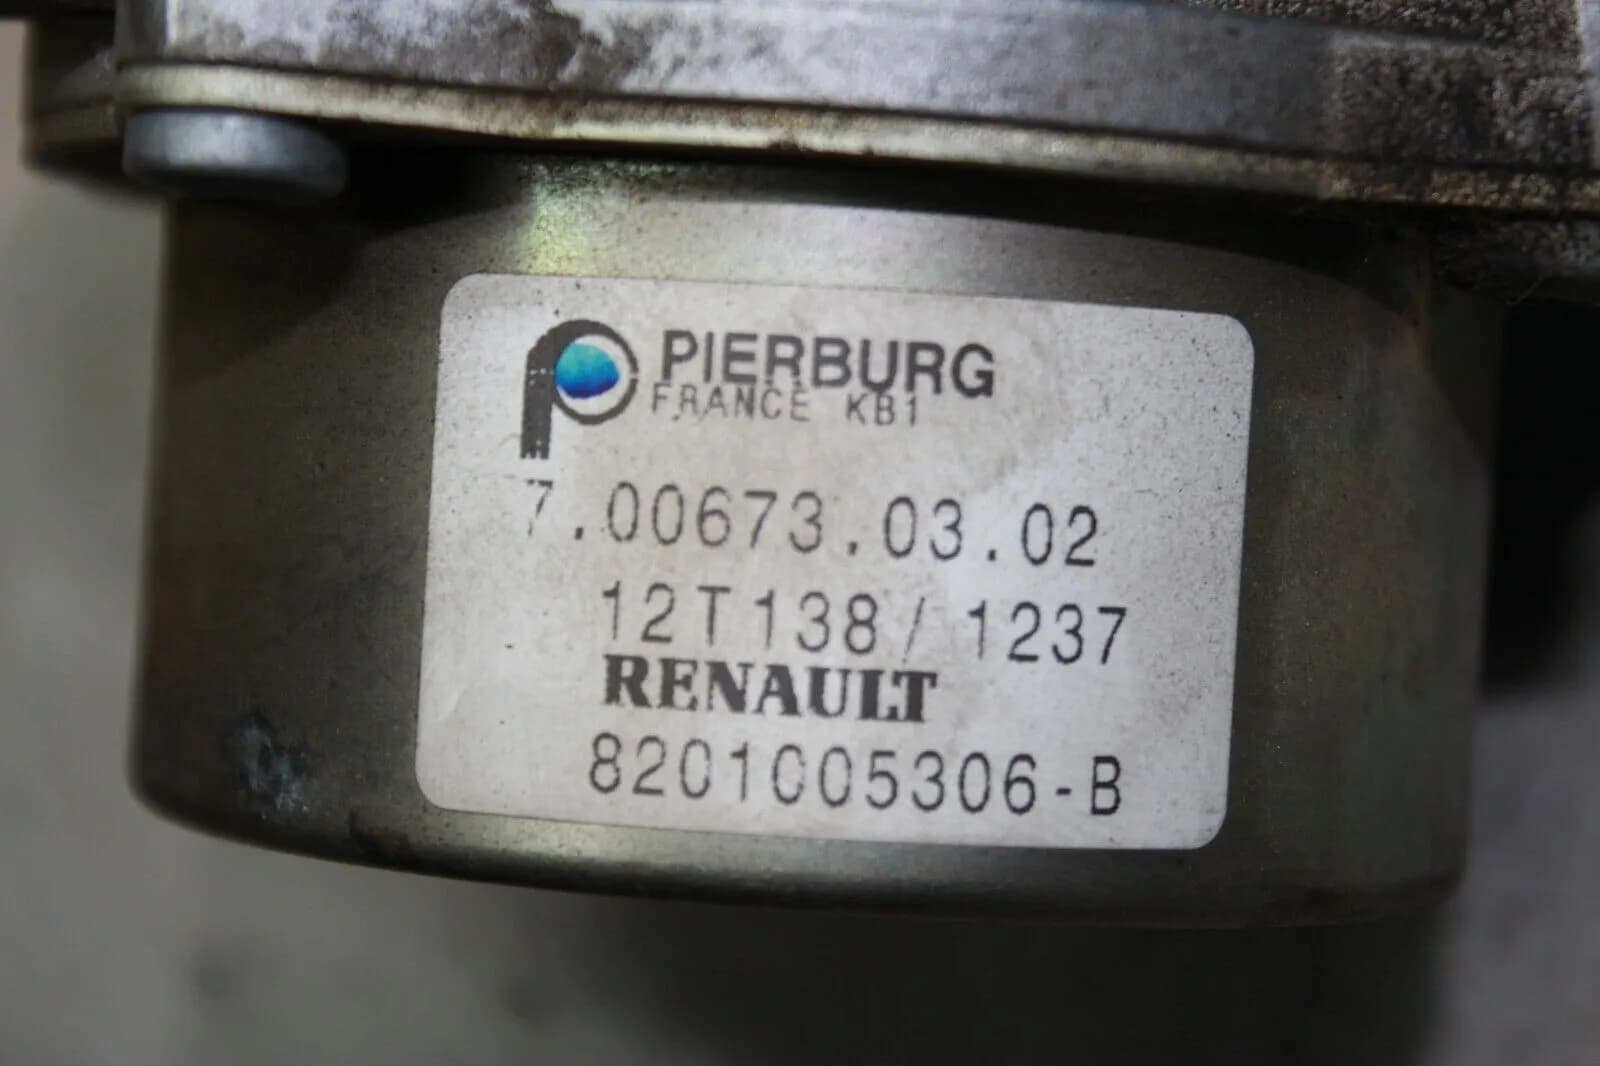 PIERBURG
FRANCE KB1
7.00673.03.02
12T138/1237
RENAULT
8201005306-B